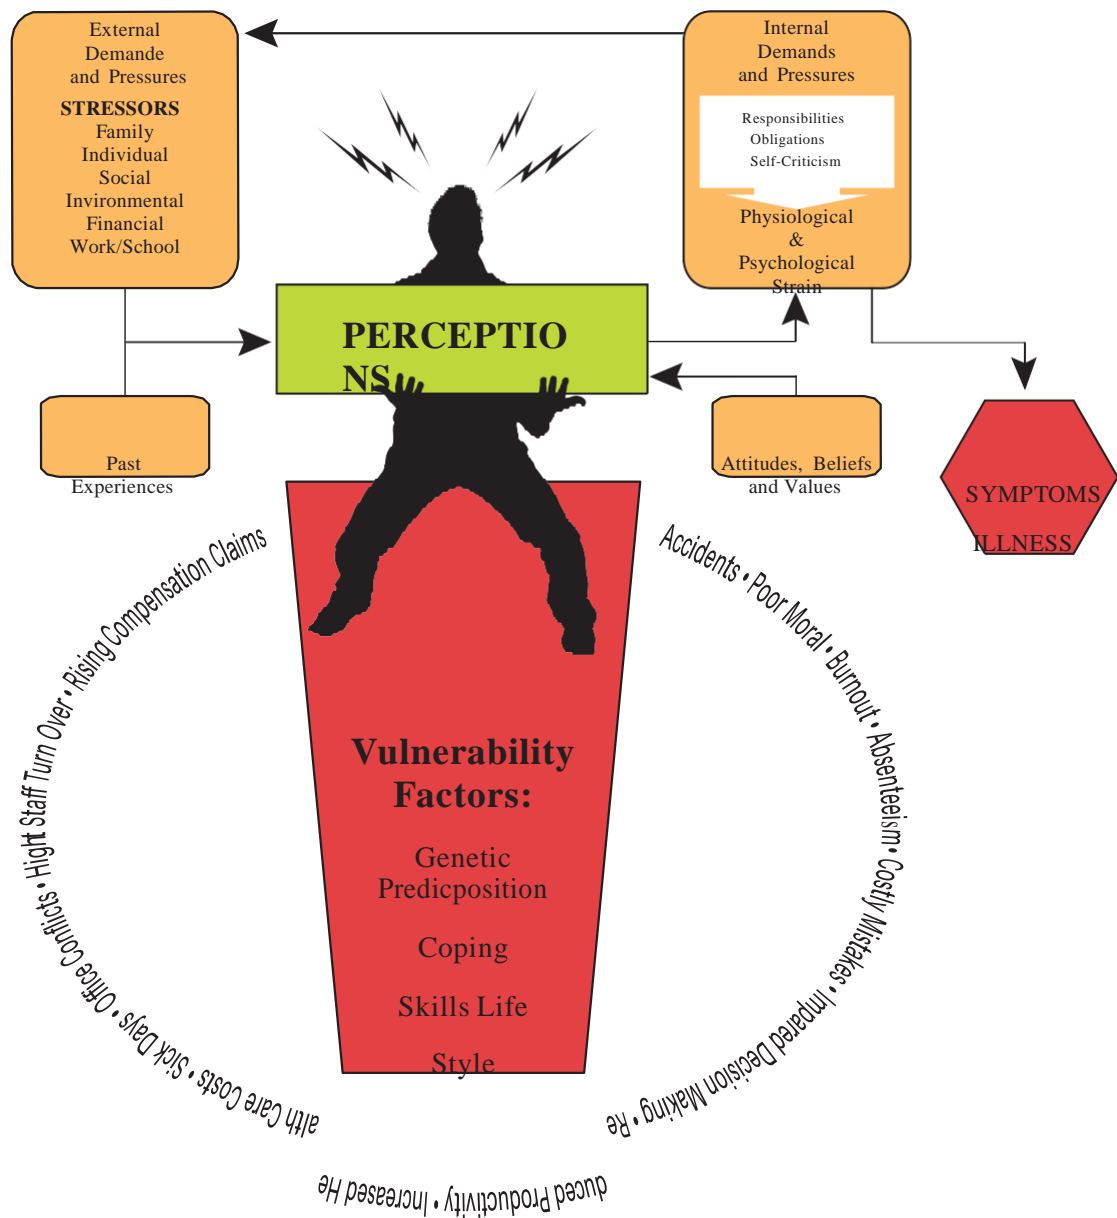 External
Demande
and Pressures
STRESSORS
Family
Individual
Social
Invironmental
Financial
Work/School
Internal
Demands
and Pressures
Responsibilities
Obligations
Self-Criticism
Physiological
&
Psychological
Strain
PERCEPTIO
NS
Past
Experiences
Attitudes, Beliefs
and Values
SYMPTOMS
ILLNESS
Vulnerability
Factors:
Genetic
Predicposition
Coping
Skills Life
Style
Accidents • Poor Moral • Burnout • Absenteeism • Costly Mistakes • Impared Decision Making • Re
duced Productivity • Increased He
alth Care Costs • Sick Days • Office Conflicts • Hight Staff Turn Over • Rising Compensation Claims